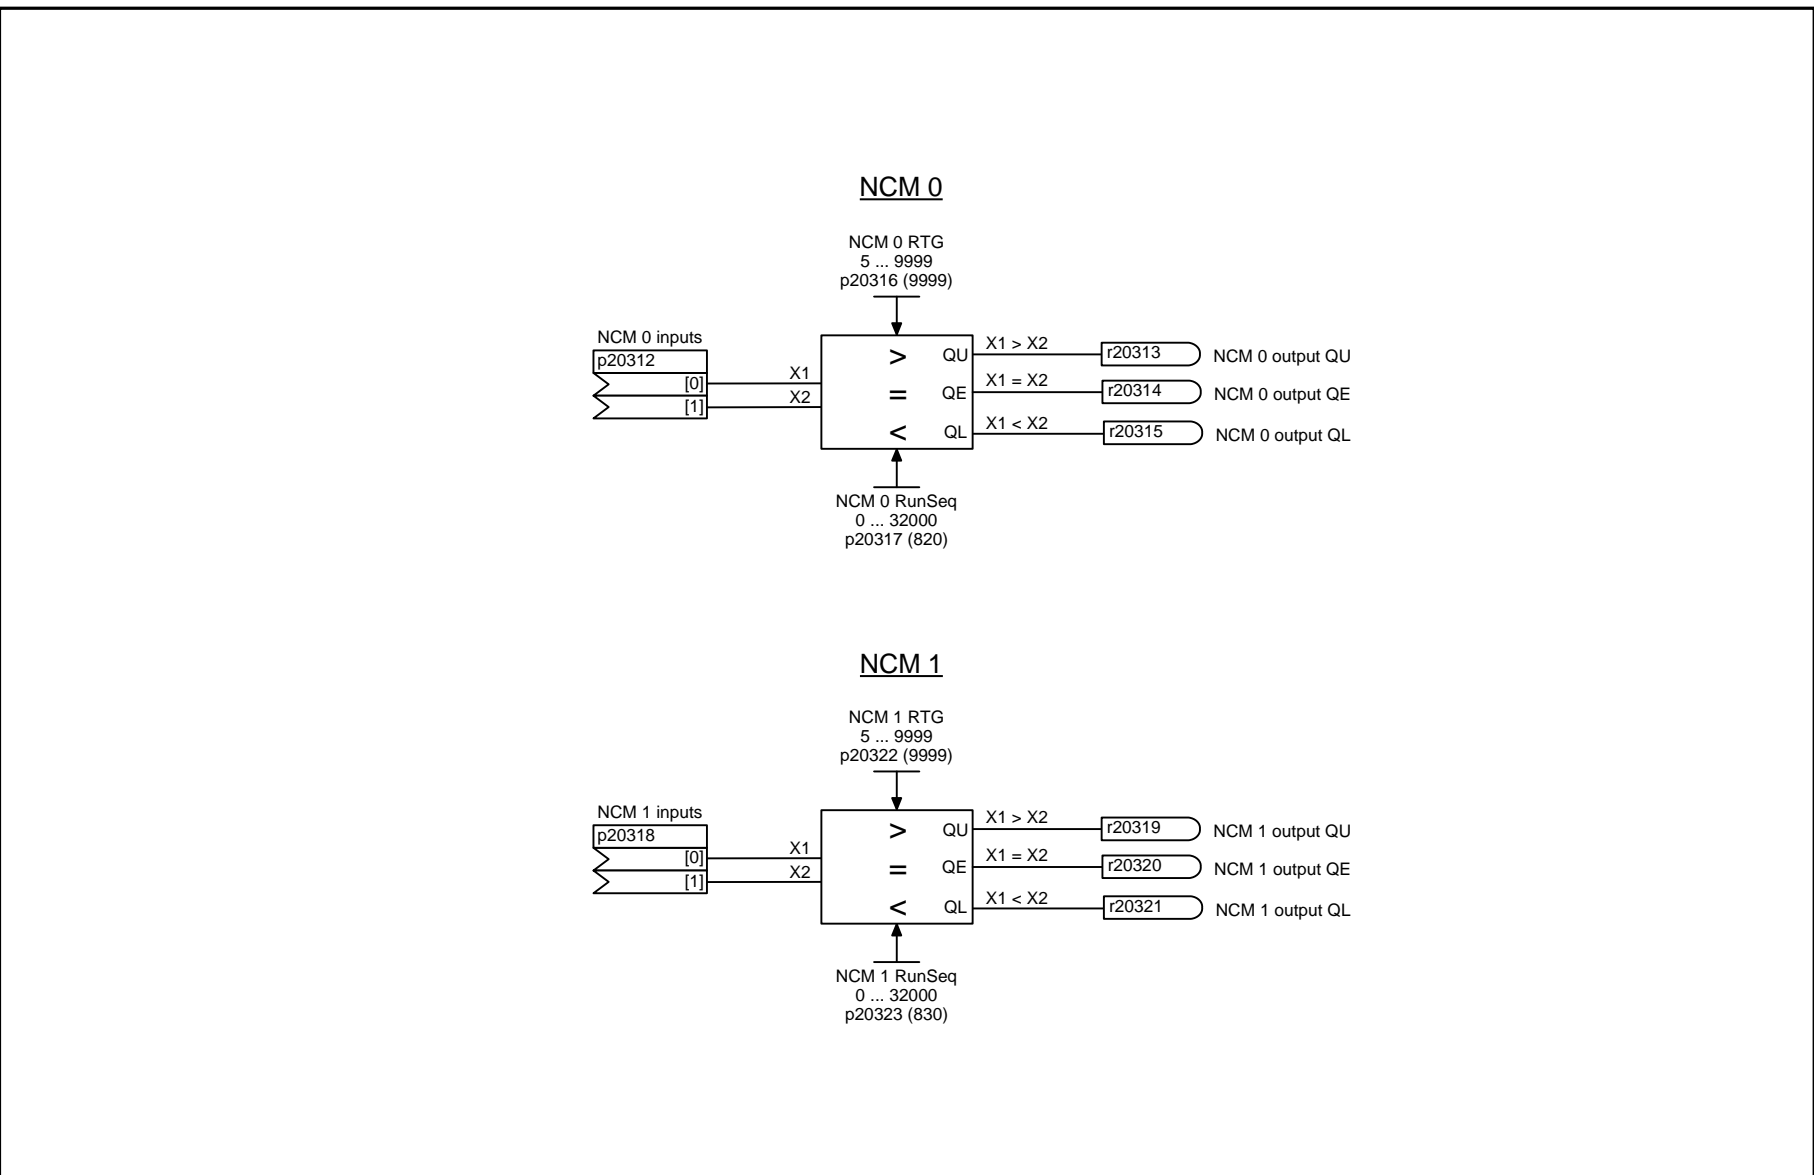 NCM 0
NCM 0 RTG
5 ... 9999
p20316 (9999)
NCM 0 inputs
p20312
[0]
[1]
X1
X2
>
=
<
QU
QE
QL
X1 > X2
X1 = X2
X1 < X2
r20313
r20314
r20315
NCM 0 output QU
NCM 0 output QE
NCM 0 output QL
NCM 0 RunSeq
0 ... 32000
p20317 (820)
NCM 1
NCM 1 RTG
5 ... 9999
p20322 (9999)
NCM 1 inputs
p20318
[0]
[1]
X1
X2
>
=
<
QU
QE
QL
X1 > X2
X1 = X2
X1 < X2
r20319
r20320
r20321
NCM 1 output QU
NCM 1 output QE
NCM 1 output QL
NCM 1 RunSeq
0 ... 32000
p20323 (830)